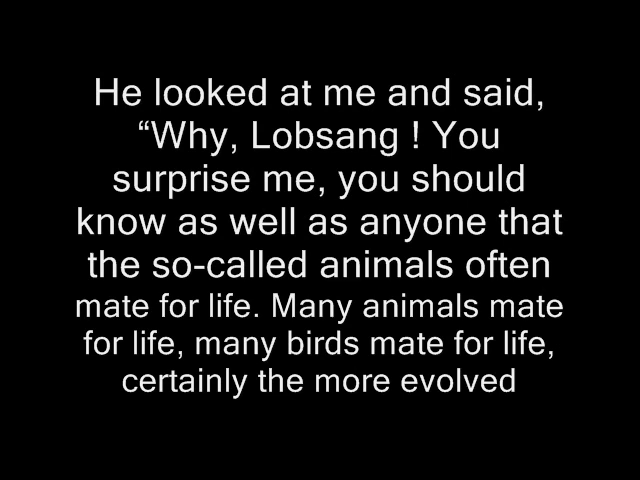 He looked at me and said,
“Why, Lobsang ! You
surprise me, you should
know as well as anyone that
the so-called animals often
mate for life. Many animals mate
for life, many birds mate for life,
certainly the more evolved